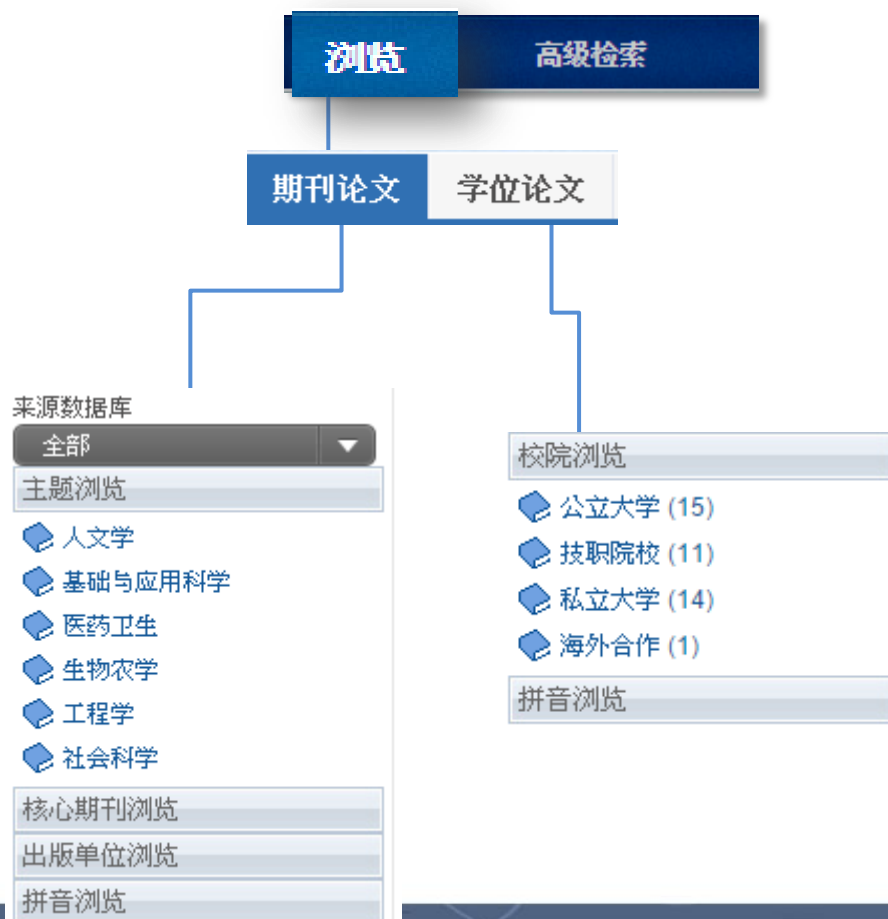 浏览 高级检索
期刊论文 学位论文
来源数据库
全部
主题浏览
人文学
基础与应用科学
医药卫生
生物农学
工程学
社会科学
核心期刊浏览
出版单位浏览
拼音浏览
校院浏览
公立大学 (15)
技职院校 (11)
私立大学 (14)
海外合作 (1)
拼音浏览